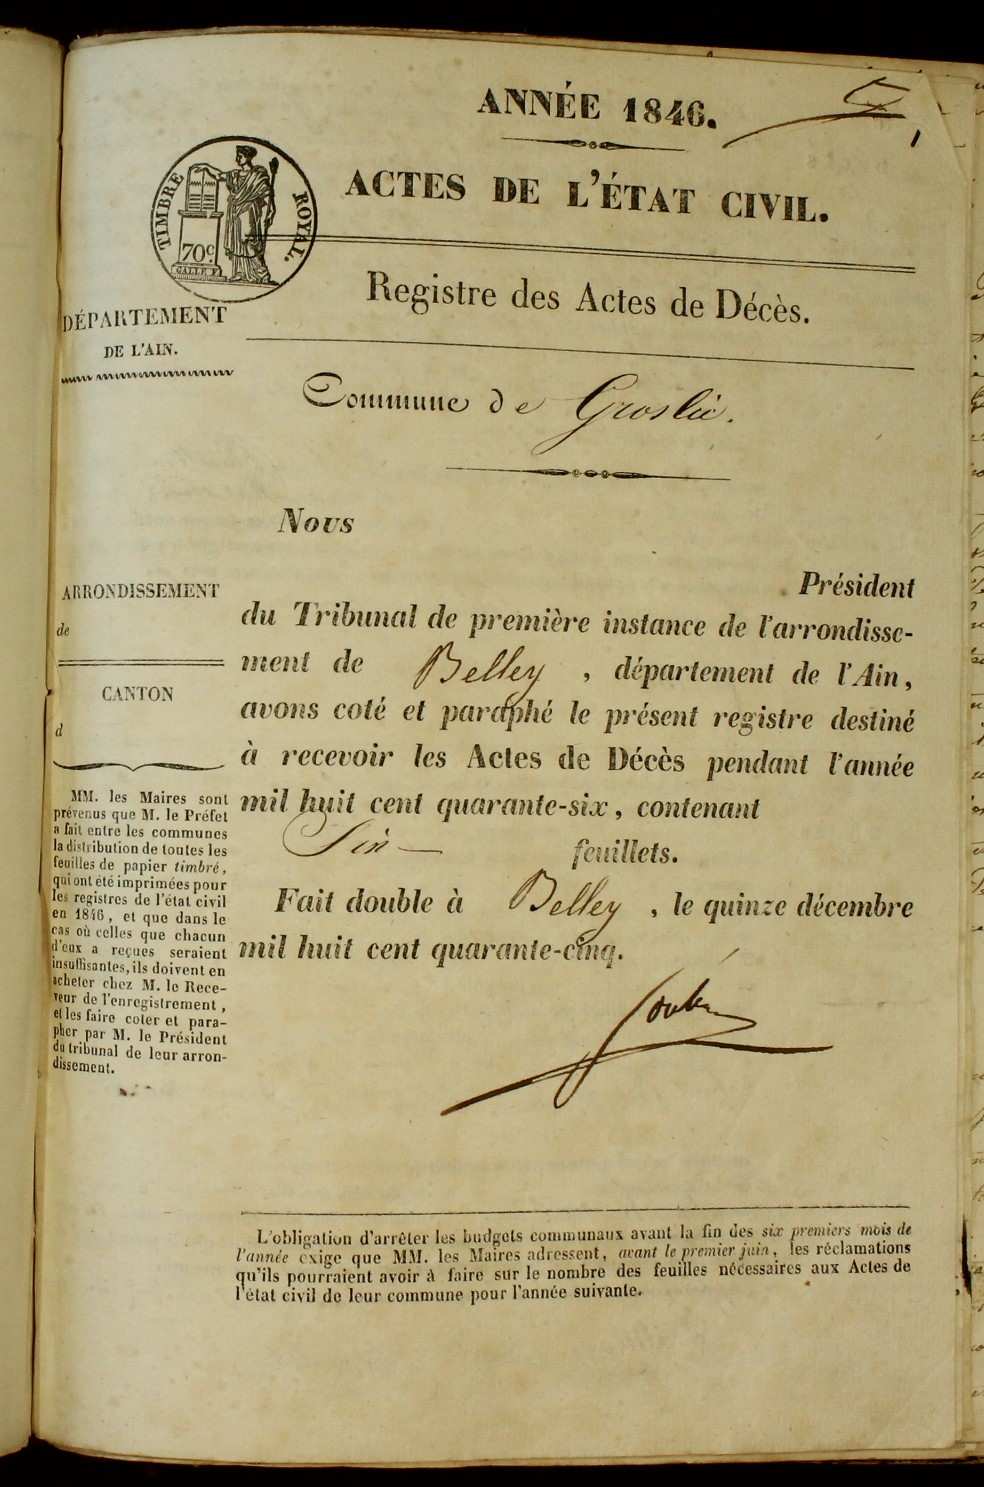 ANNÉE 1846.
ACTES DE L'ÉTAT CIVIL.
TIMBRE ROYAL.
70c
Registre des Actes de Décès.
DÉPARTEMENT
DE L'AIN.
Commune de Groslée.
Nous
Président
du Tribunal de première instance de l'arrondisse-
ment de Belley, département de l'Ain,
avons coté et paraphé le présent registre destiné
à recevoir les Actes de Décès pendant l'année
mil huit cent quarante-six, contenant
Six feuillets.
Fait double à Belley, le quinze décembre
mil huit cent quarante-cinq.
ARRONDISSEMENT
de
CANTON
d
MM. les Maires sont
prévenus que M. le Préfet
a fait entre les communes
la distribution de toutes les
feuilles de papier timbré,
qui ont été imprimées pour
les registres de l'état civil
en 1846, et que dans le
cas où celles que chacun
d'eux a reçues seraient
insuffisantes, ils doivent en
acheter chez M. le Rece-
veur de l'enregistrement,
et les faire coter et para-
pher par M. le Président
du tribunal de leur arron-
dissement.
L'obligation d'arrêter les budgets communaux avant la fin des six premiers mois de
l'année exige que MM. les Maires adressent, avant le premier juin, les réclamations
qu'ils pourraient avoir à faire sur le nombre des feuilles nécessaires aux Actes de
l'état civil de leur commune pour l'année suivante.